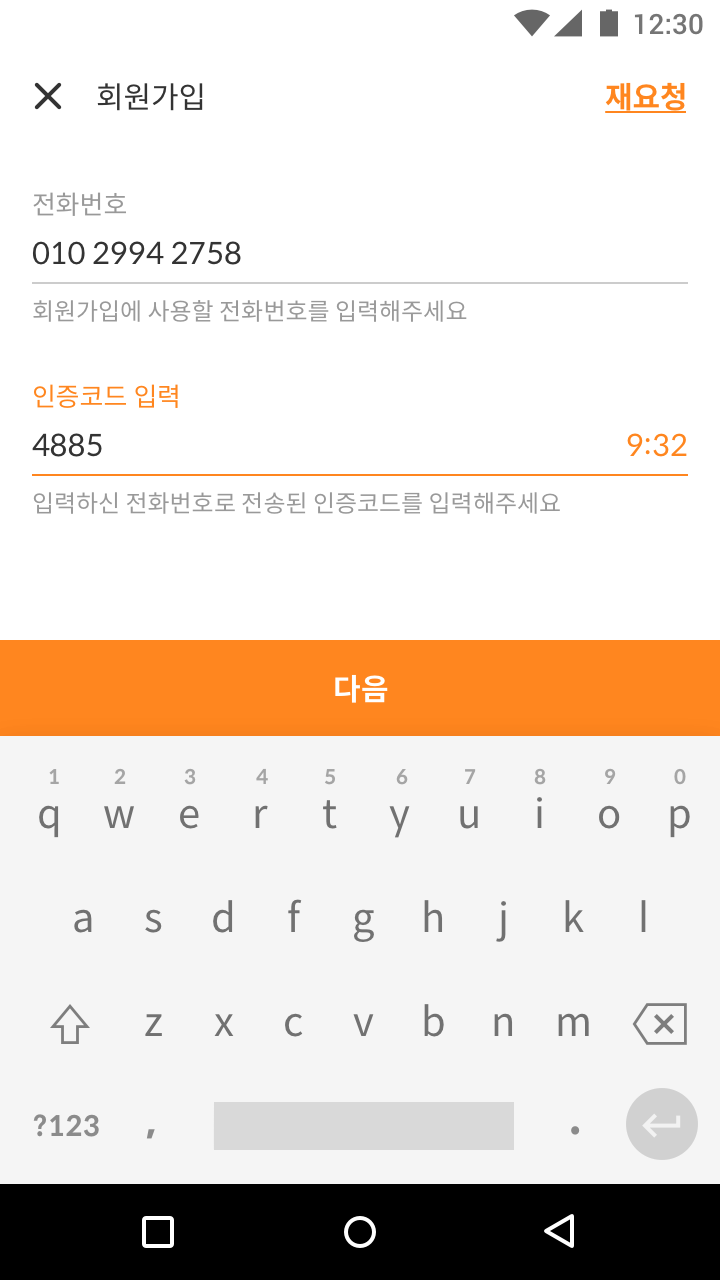 12:30
회원가입 재요청
전화번호
010 2994 2758
회원가입에 사용할 전화번호를 입력해주세요
인증코드 입력
4885 9:32
입력하신 전화번호로 전송된 인증코드를 입력해주세요
다음
1 2 3 4 5 6 7 8 9 0
q w e r t y u i o p
a s d f g h j k l
z x c v b n m
?123 , .